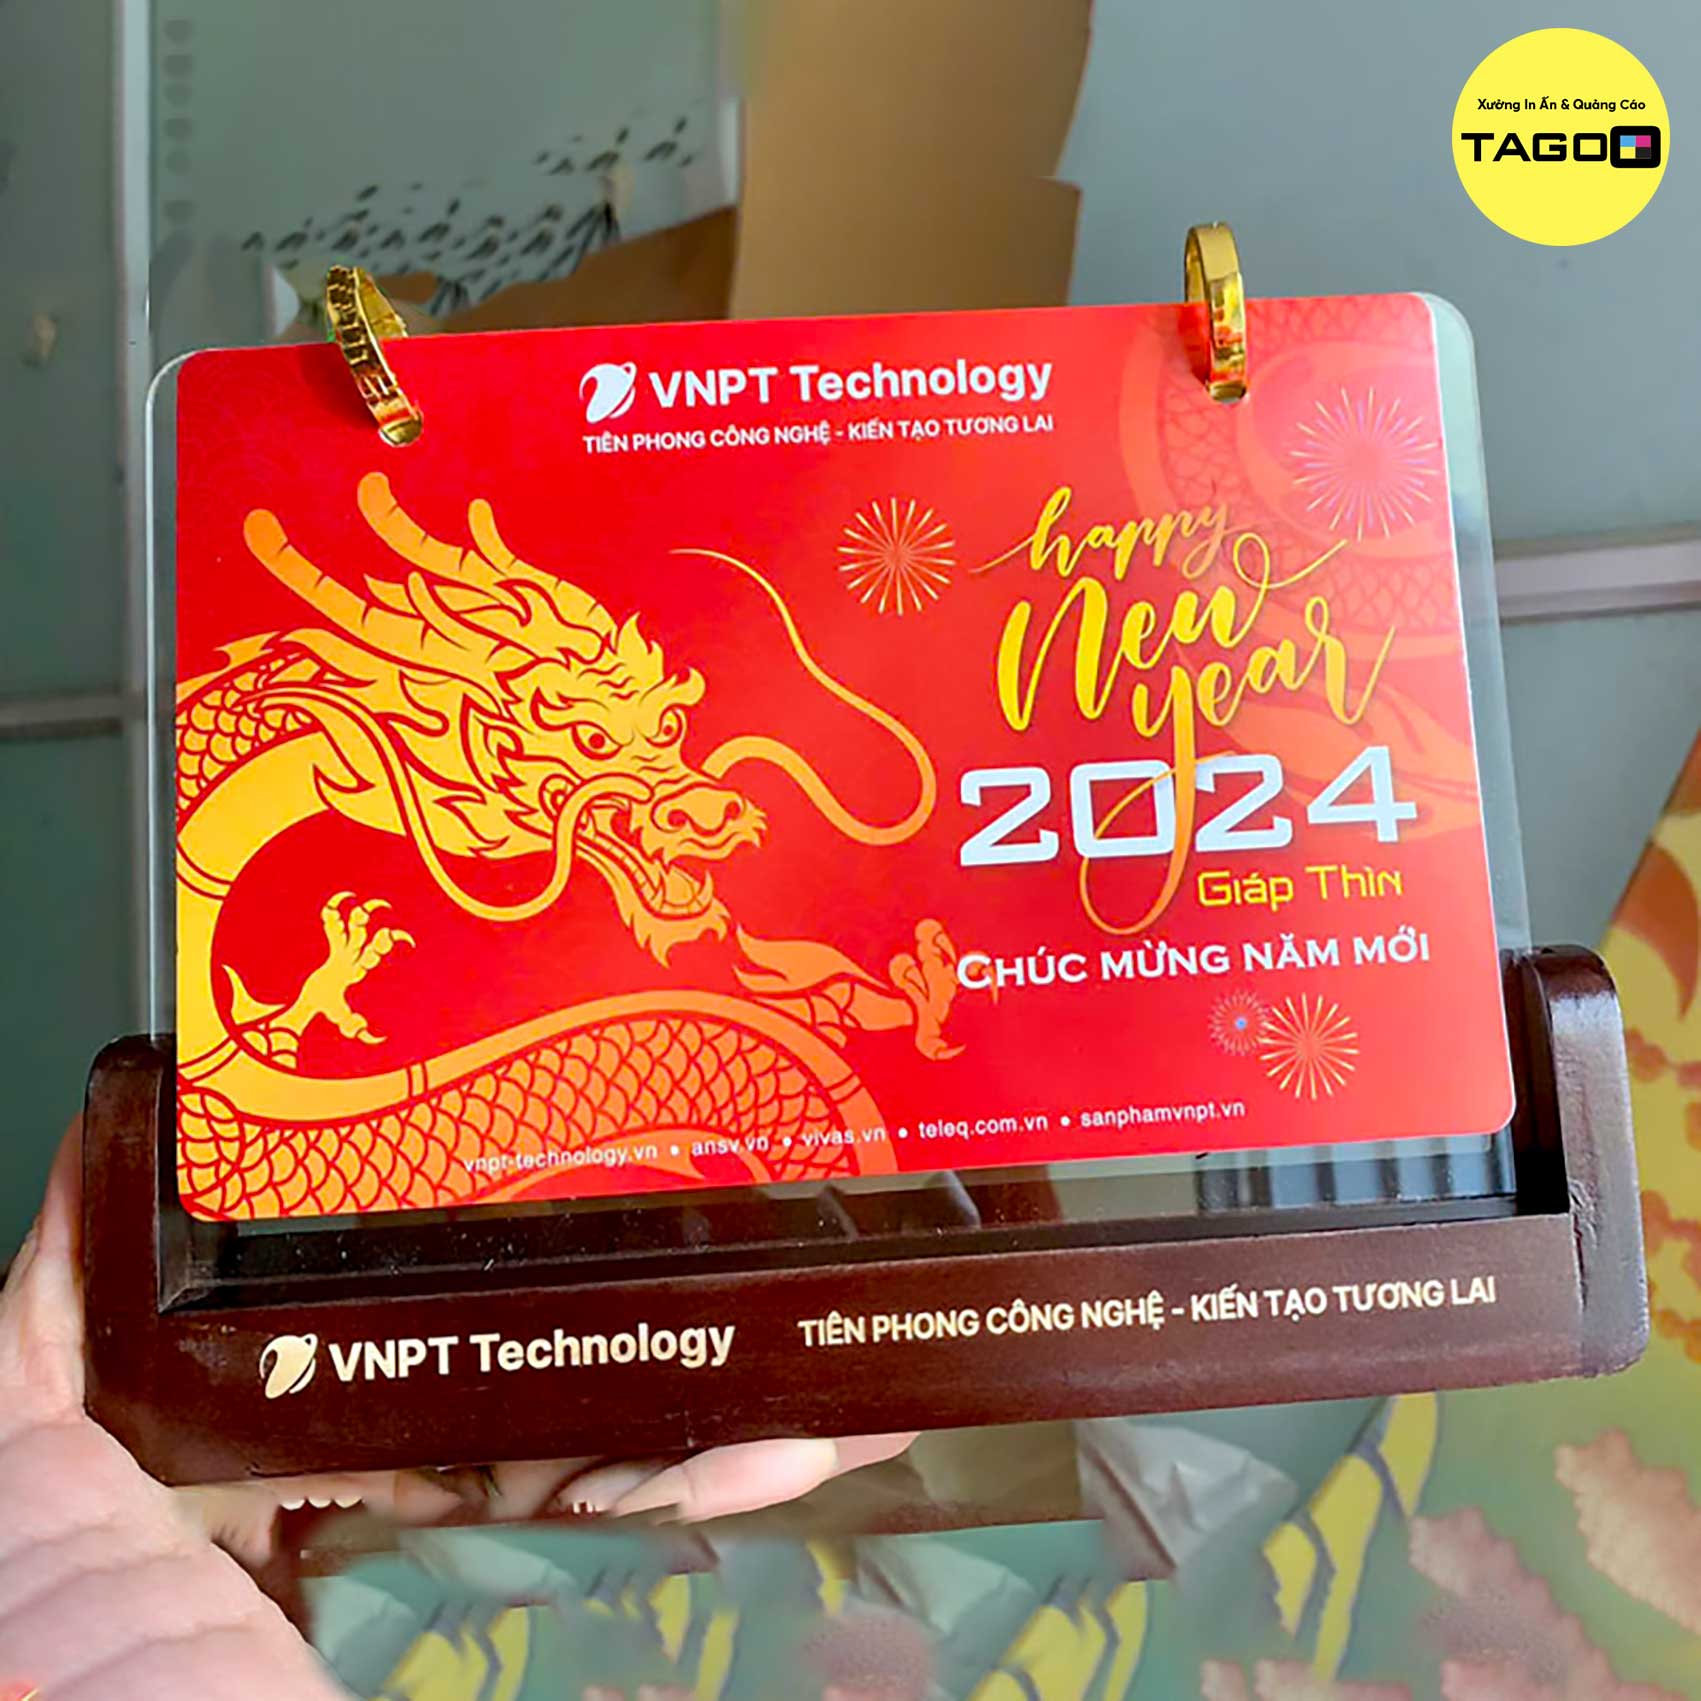 Xưởng In Ấn & Quảng Cáo
TAGO
VNPT Technology
TIÊN PHONG CÔNG NGHỆ - KIẾN TẠO TƯƠNG LAI
happy
New
year
2024
Giáp Thìn
CHÚC MỪNG NĂM MỚI
vnpt-technology.vn • ansv.vn • vivas.vn • teleq.com.vn • sanphamvnpt.vn
VNPT Technology TIÊN PHONG CÔNG NGHỆ - KIẾN TẠO TƯƠNG LAI